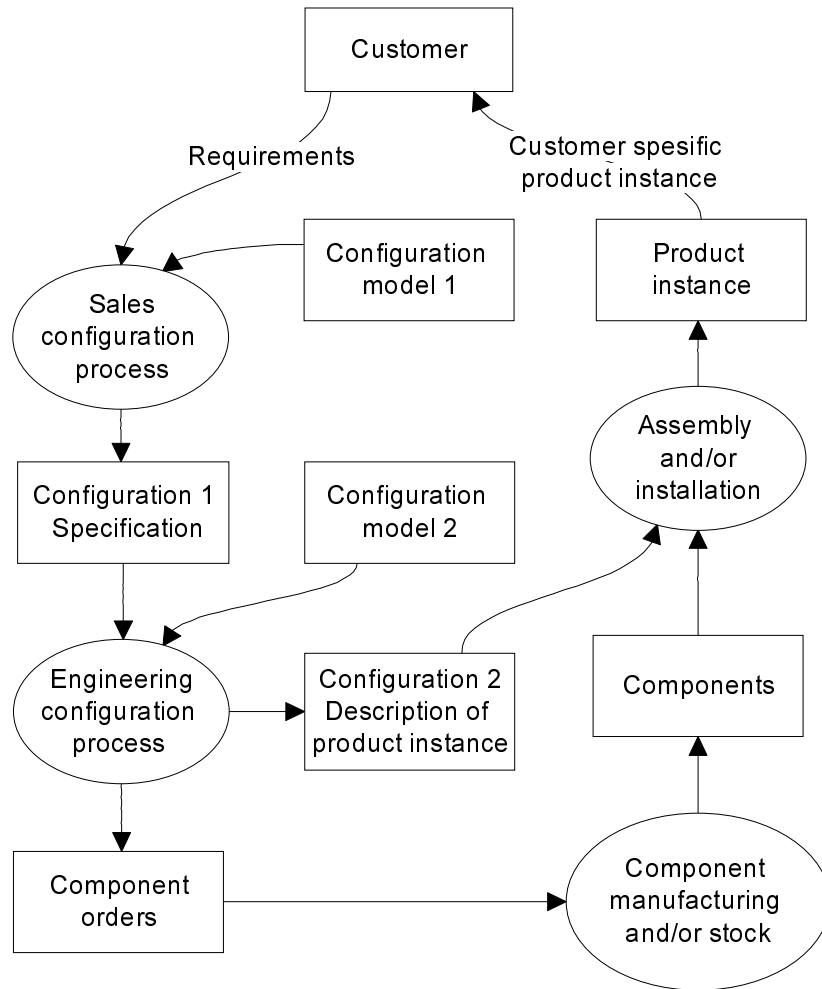 Customer
Requirements
Customer spesific
product instance
Configuration
model 1
Product
instance
Sales
configuration
process
Assembly
and/or
installation
Configuration 1
Specification
Configuration
model 2
Engineering
configuration
process
Configuration 2
Description of
product instance
Components
Component
orders
Component
manufacturing
and/or stock